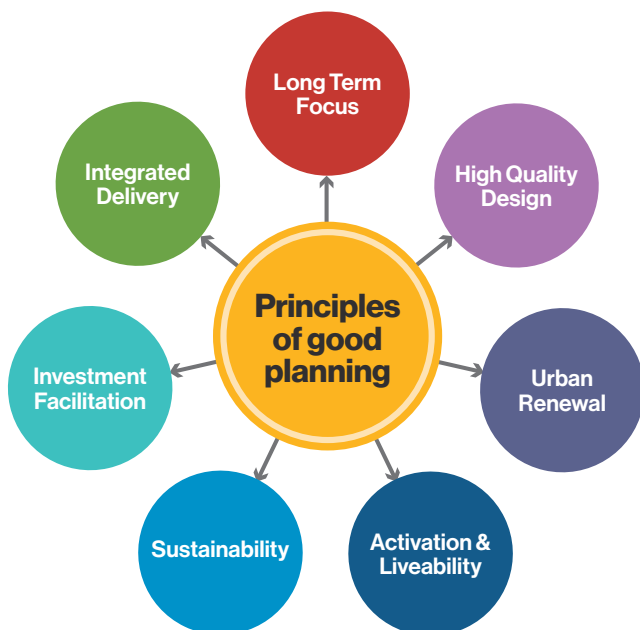 Long Term
Focus
High Quality
Design
Urban
Renewal
Activation &
Liveability
Sustainability
Investment
Facilitation
Integrated
Delivery
Principles
of good
planning